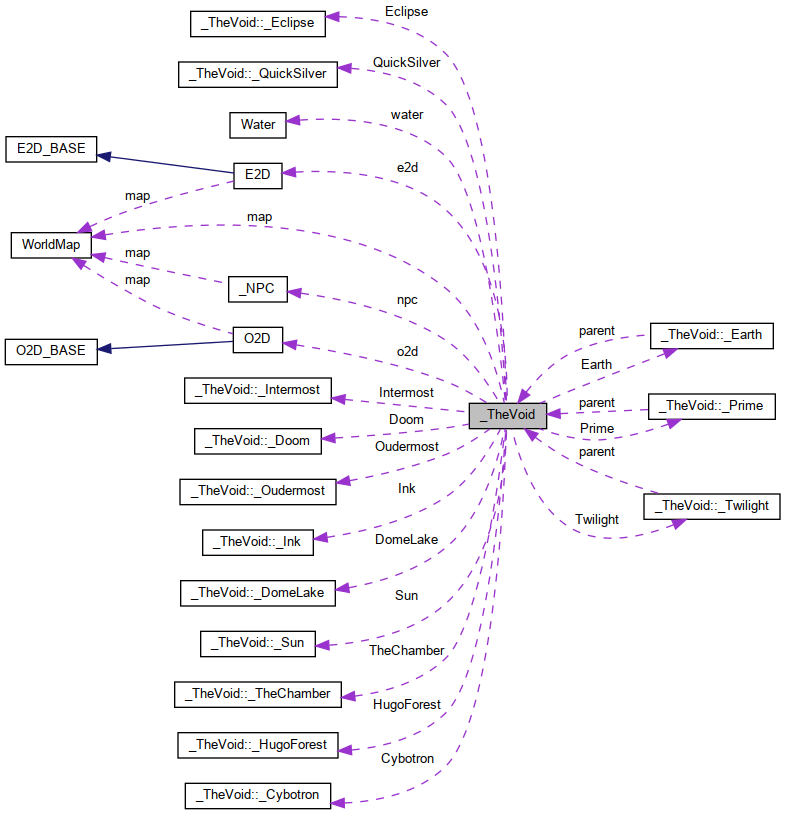 Eclipse
_TheVoid::_Eclipse
QuickSilver
_TheVoid::_QuickSilver
water
Water
E2D_BASE
e2d
E2D
map
map
WorldMap
map
_NPC
npc
map
O2D
o2d
O2D_BASE
parent
_TheVoid::_Earth
Earth
_TheVoid::_Intermost
Intermost
parent
_TheVoid::_Prime
_TheVoid
Doom
Prime
_TheVoid::_Doom
Oudermost
parent
_TheVoid::_Oudermost
Ink
_TheVoid::_Twilight
Twilight
_TheVoid::_Ink
DomeLake
_TheVoid::_DomeLake
Sun
_TheVoid::_Sun
TheChamber
_TheVoid::_TheChamber
HugoForest
_TheVoid::_HugoForest
Cybotron
_TheVoid::_Cybotron